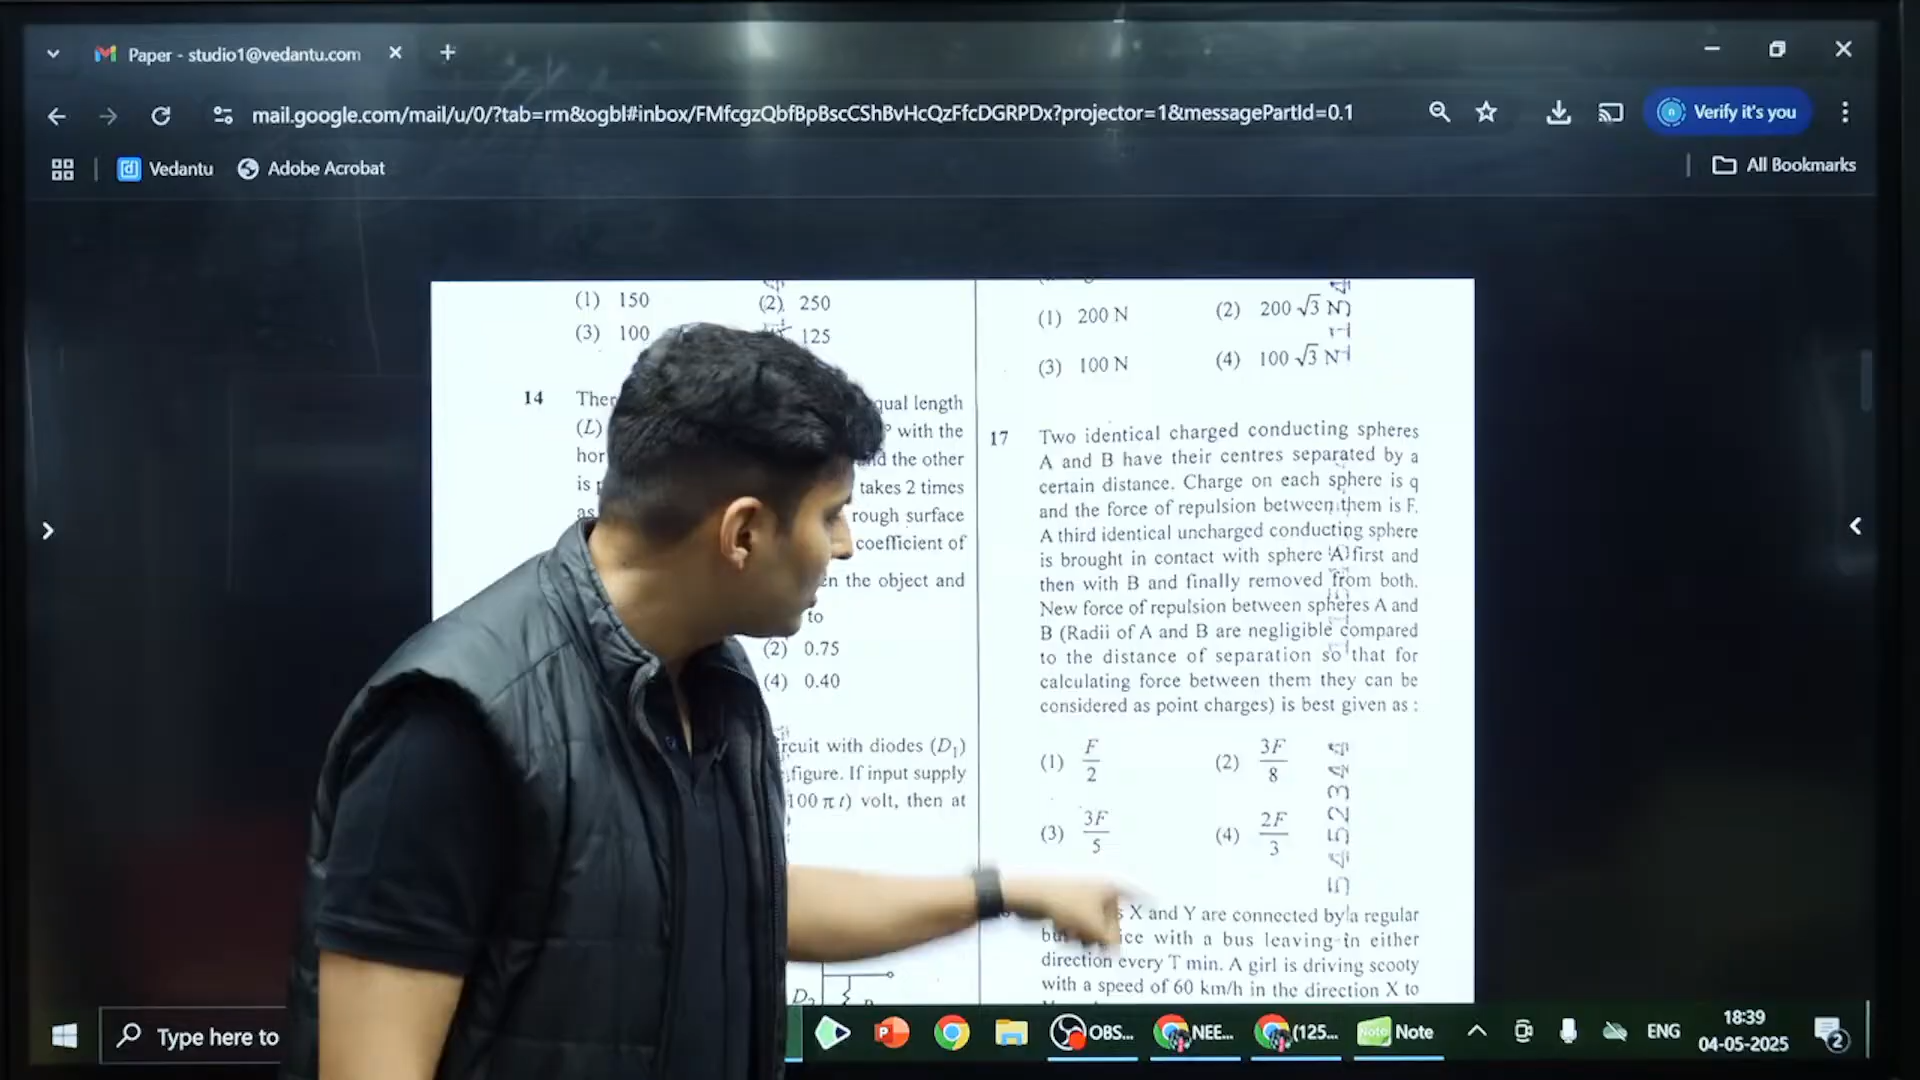 Paper - studio1@vedantu.com
mail.google.com/mail/u/0/?tab=rm&ogbl#inbox/FMfcgzQbfBpBscCShBvHcQzFfcDGRPDx?projector=1&messagePartId=0.1
Verify it's you
Vedantu
Adobe Acrobat
All Bookmarks
(1) 150 (2) 250
(3) 100 125
14 qual length
(L) with the
hor the other
is takes 2 times
as rough surface
coefficient of
the object and
to
(2) 0.75
(4) 0.40
with diodes (D1)
figure. If input supply
100 π t) volt, then at
D2
(1) 200 N (2) 200 √3 N
(3) 100 N (4) 100 √3 N
17 Two identical charged conducting spheres
A and B have their centres separated by a
certain distance. Charge on each sphere is q
and the force of repulsion between them is F.
A third identical uncharged conducting sphere
is brought in contact with sphere A first and
then with B and finally removed from both.
New force of repulsion between spheres A and
B (Radii of A and B are negligible compared
to the distance of separation so that for
calculating force between them they can be
considered as point charges) is best given as :
(1) F/2 (2) 3F/8
(3) 3F/5 (4) 2F/3
X and Y are connected by a regular
with a bus leaving in either
direction every T min. A girl is driving scooty
with a speed of 60 km/h in the direction X to
Type here to
OBS...
NEE...
(125...
Note
ENG
18:39
04-05-2025
2